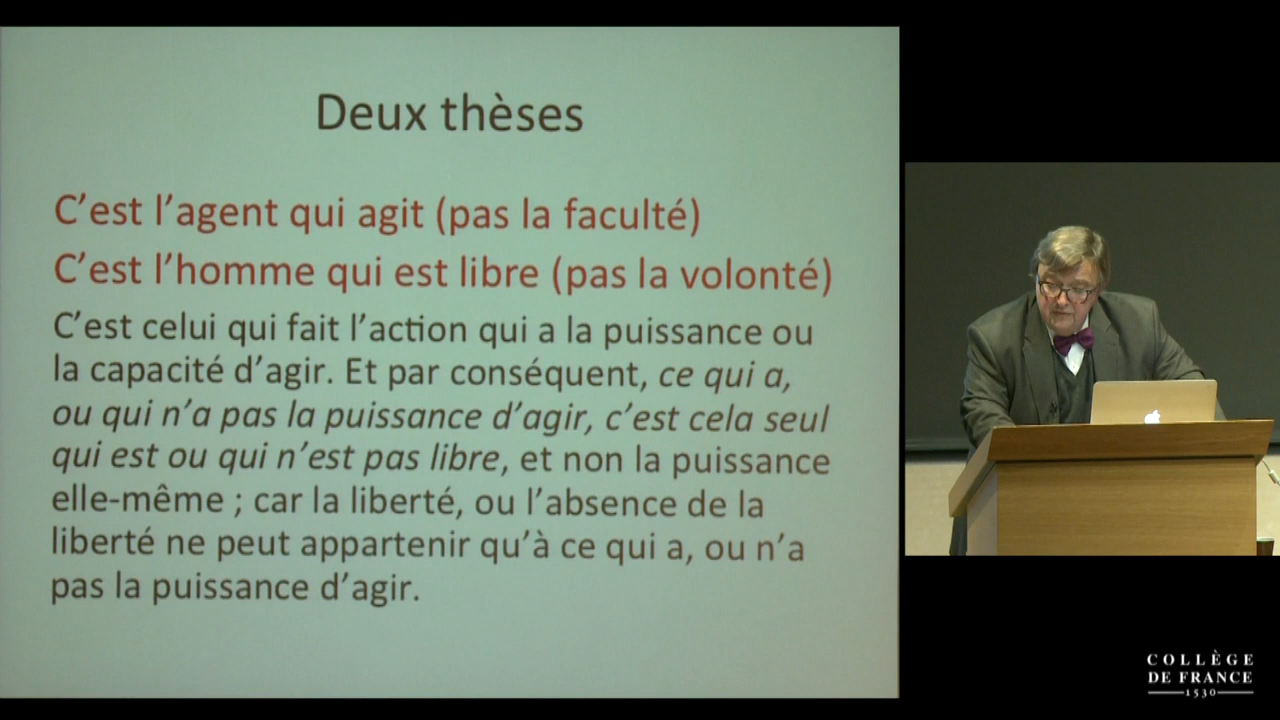 Deux thèses
C’est l’agent qui agit (pas la faculté)
C’est l’homme qui est libre (pas la volonté)
C’est celui qui fait l’action qui a la puissance ou
la capacité d’agir. Et par conséquent, ce qui a,
ou qui n’a pas la puissance d’agir, c’est cela seul
qui est ou qui n’est pas libre, et non la puissance
elle-même ; car la liberté, ou l’absence de la
liberté ne peut appartenir qu’à ce qui a, ou n’a
pas la puissance d’agir.
COLLÈGE
DE FRANCE
1530